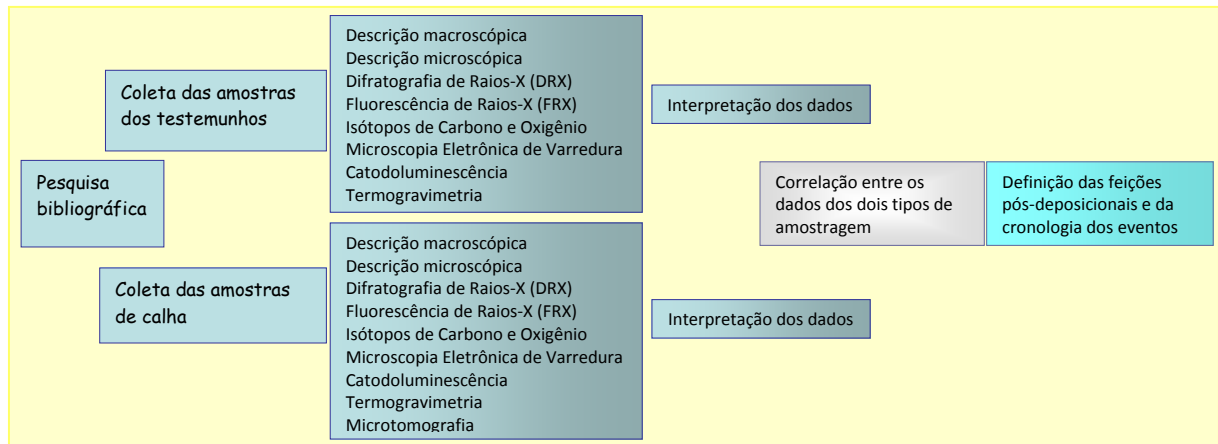 Pesquisa
bibliográfica
Coleta das amostras
dos testemunhos
Descrição macroscópica
Descrição microscópica
Difratografia de Raios-X (DRX)
Fluorescência de Raios-X (FRX)
Isótopos de Carbono e Oxigênio
Microscopia Eletrônica de Varredura
Catodoluminescência
Termogravimetria
Interpretação dos dados
Coleta das amostras
de calha
Descrição macroscópica
Descrição microscópica
Difratografia de Raios-X (DRX)
Fluorescência de Raios-X (FRX)
Isótopos de Carbono e Oxigênio
Microscopia Eletrônica de Varredura
Catodoluminescência
Termogravimetria
Microtomografia
Interpretação dos dados
Correlação entre os
dados dos dois tipos de
amostragem
Definição das feições
pós-deposicionais e da
cronologia dos eventos